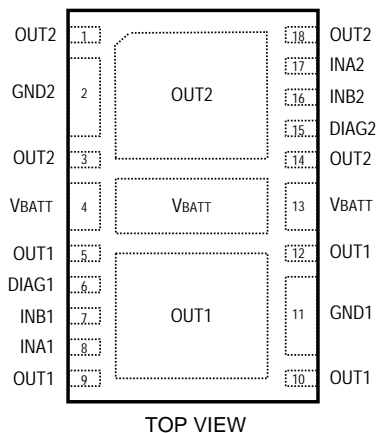 OUT2 1 18 OUT2
17 INA2
GND2 2 OUT2 16 INB2
15 DIAG2
OUT2 3 14 OUT2
VBATT 4 VBATT 13 VBATT
OUT1 5 12 OUT1
DIAG1 6
INB1 7 OUT1 11 GND1
INA1 8
OUT1 9 10 OUT1
TOP VIEW